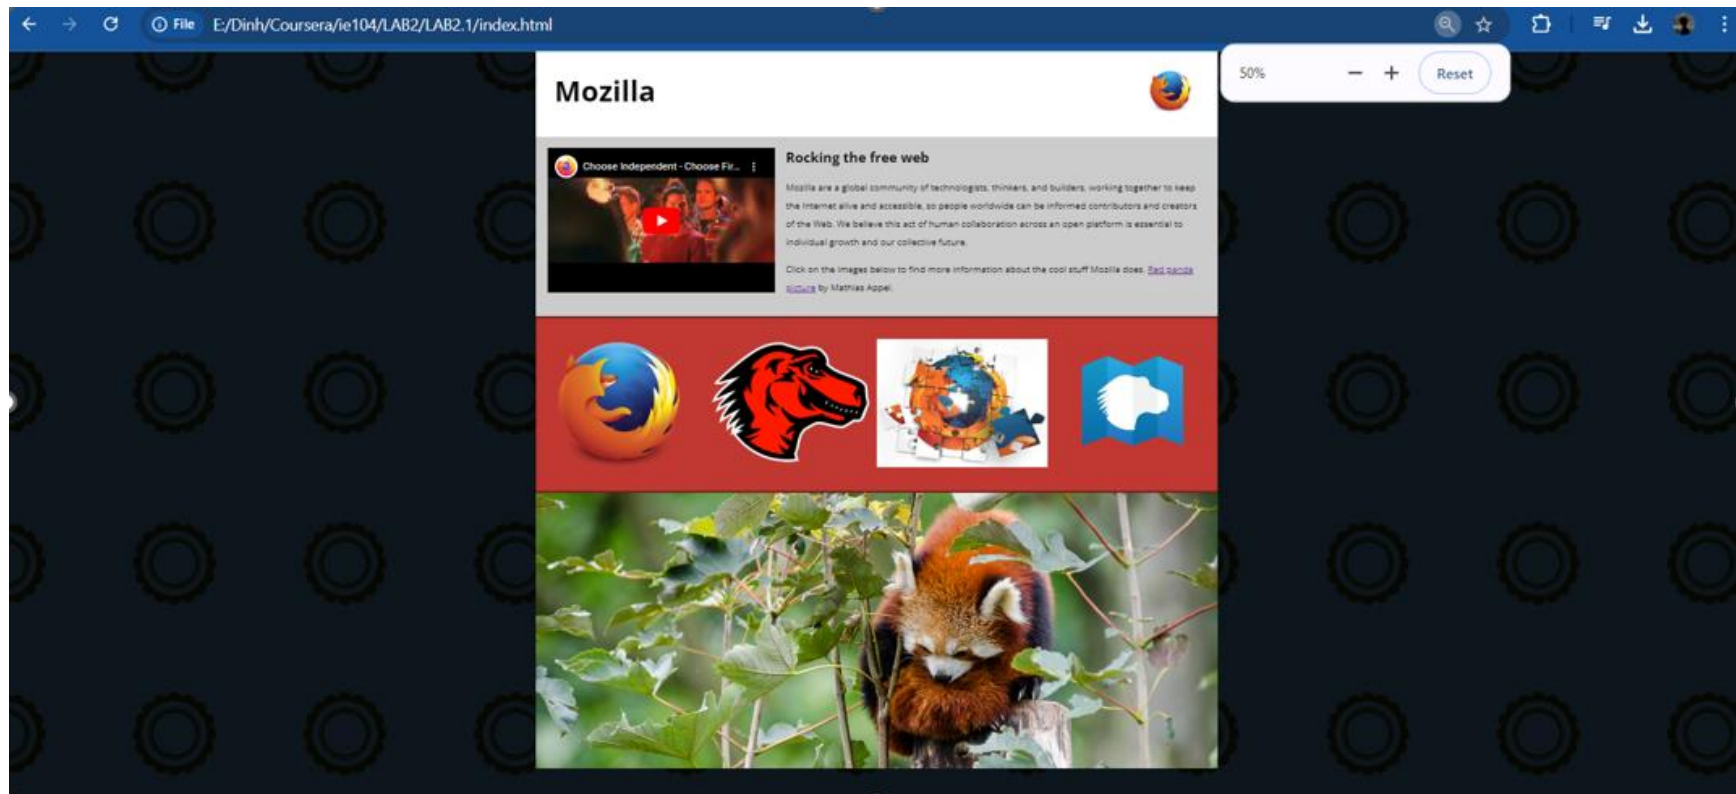 File E:/Dinh/Coursera/ie104/LAB2/LAB2.1/index.html
50%
Reset
Mozilla
Choose Independent - Choose Fir...
Rocking the free web
Mozilla are a global community of technologists, thinkers, and builders, working together to keep
the Internet alive and accessible, so people worldwide can be informed contributors and creators
of the Web. We believe this act of human collaboration across an open platform is essential to
individual growth and our collective future.
Click on the images below to find more information about the cool stuff Mozilla does. Red panda
picture by Mathias Appel.